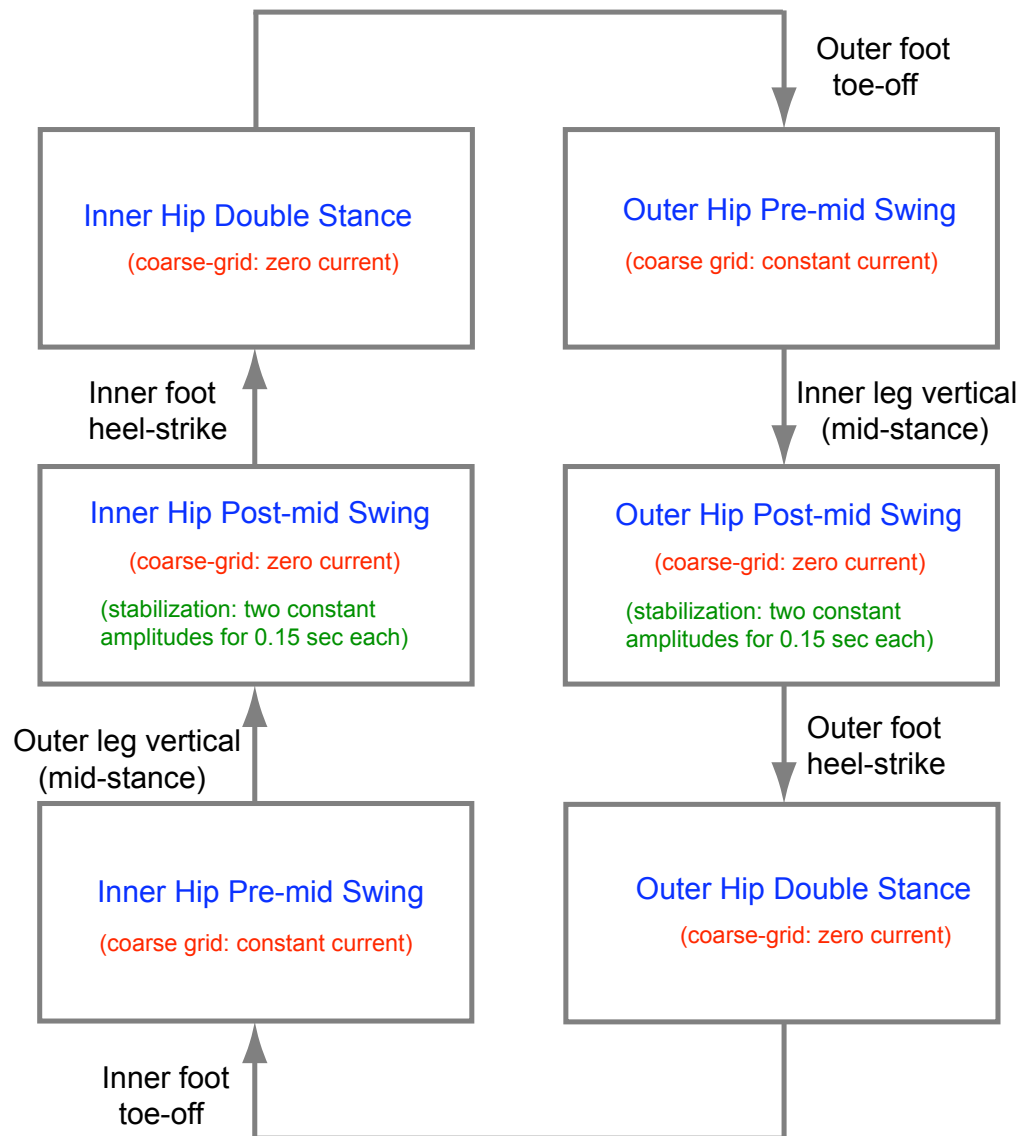 Outer foot
toe-off
Inner Hip Double Stance
(coarse-grid: zero current)
Outer Hip Pre-mid Swing
(coarse grid: constant current)
Inner foot
heel-strike
Inner leg vertical
(mid-stance)
Inner Hip Post-mid Swing
(coarse-grid: zero current)
(stabilization: two constant
amplitudes for 0.15 sec each)
Outer Hip Post-mid Swing
(coarse-grid: zero current)
(stabilization: two constant
amplitudes for 0.15 sec each)
Outer leg vertical
(mid-stance)
Outer foot
heel-strike
Inner Hip Pre-mid Swing
(coarse grid: constant current)
Outer Hip Double Stance
(coarse-grid: zero current)
Inner foot
toe-off